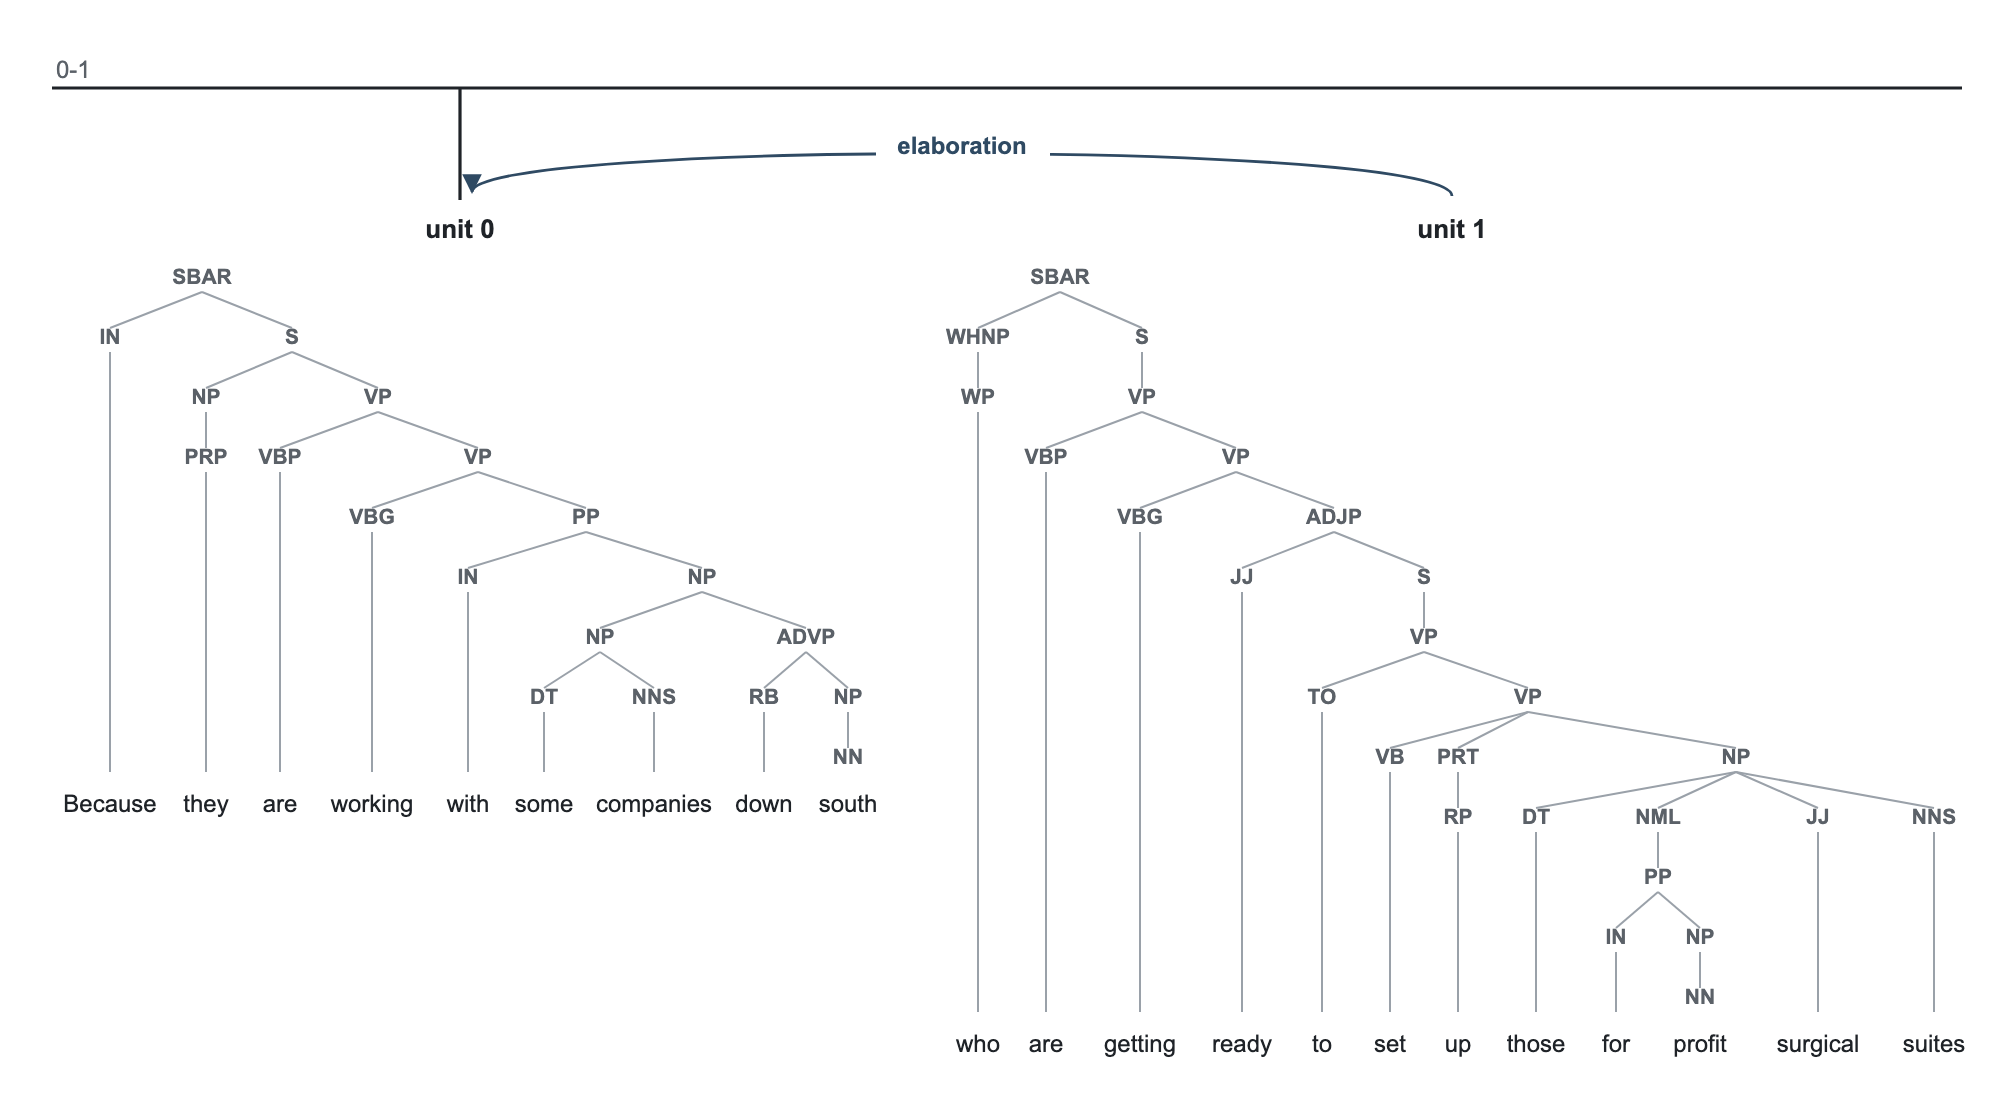 0-1
elaboration
unit 0 unit 1
SBAR SBAR
IN S WHNP S
NP VP WP VP
PRP VBP VP VBP VP
VBG PP VBG ADJP
IN NP JJ S
NP ADVP VP
DT NNS RB NP TO VP
NN VB PRT NP
Because they are working with some companies down south
RP DT NML JJ NNS
PP
IN NP
NN
who are getting ready to set up those for profit surgical suites